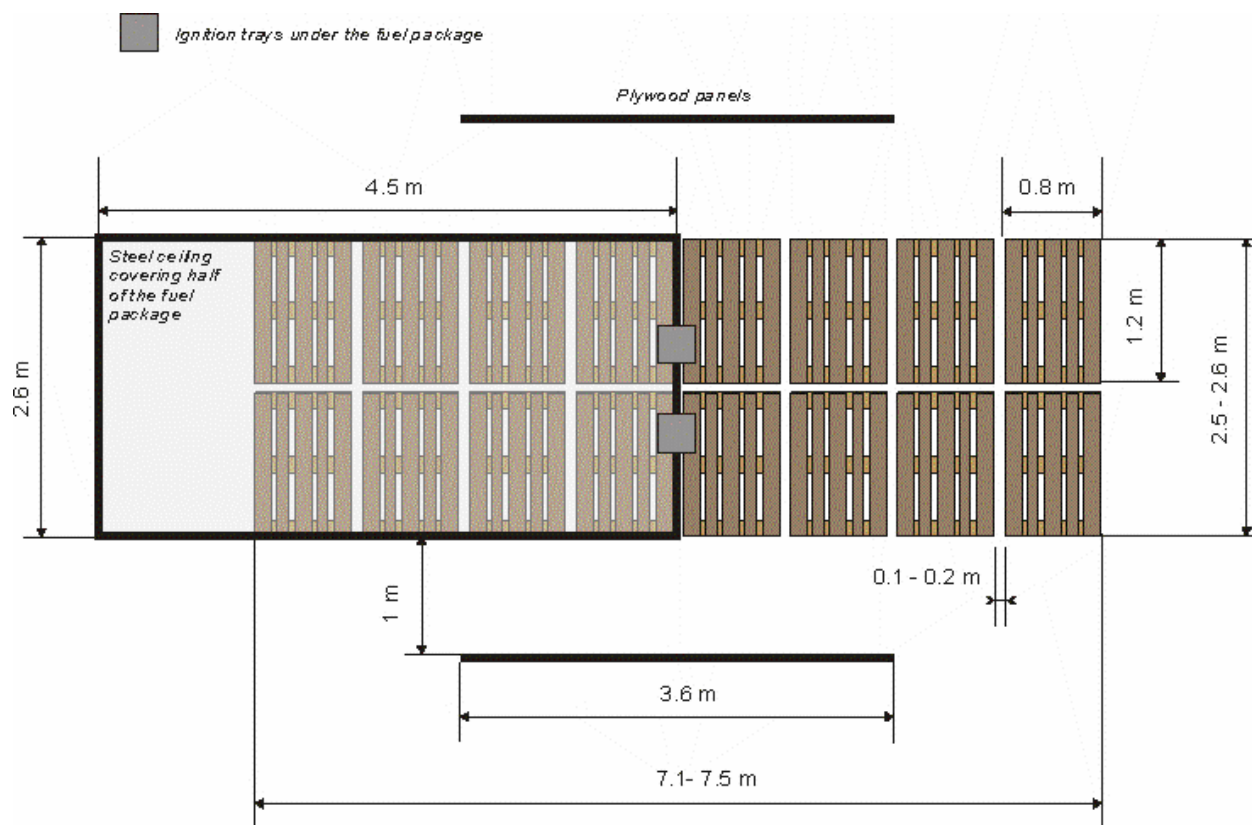 Ignition trays under the fuel package
Plywood panels
4.5 m
0.8 m
Steel ceiling
covering half
of the fuel
package
1.2 m
2.6 m
2.5 - 2.6 m
0.1 - 0.2 m
1 m
3.6 m
7.1- 7.5 m